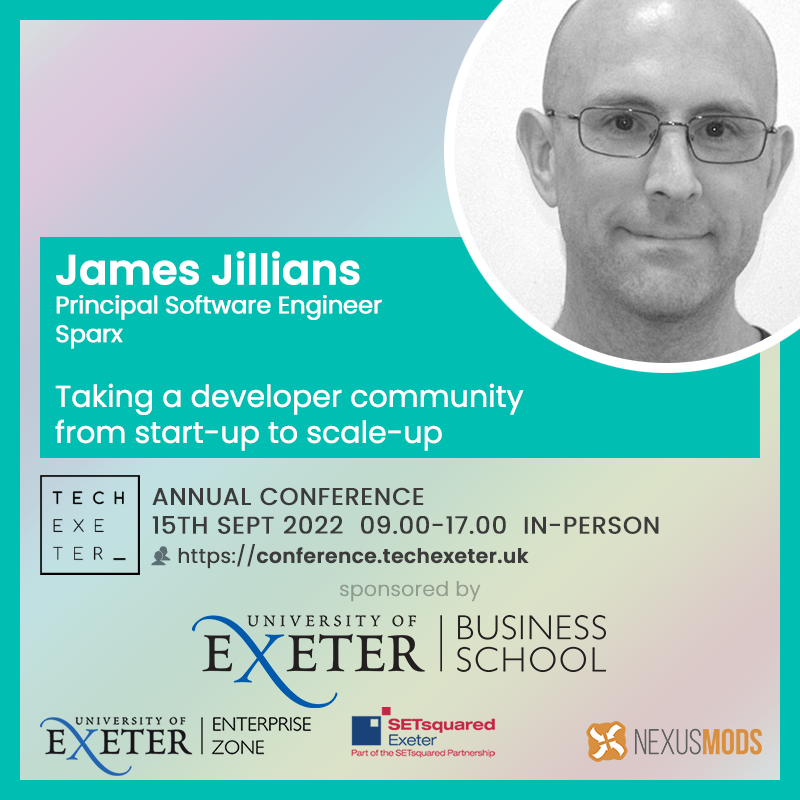 James Jillians
Principal Software Engineer
Sparx
Taking a developer community
from start-up to scale-up
TECH
EXE
TER_
ANNUAL CONFERENCE
15TH SEPT 2022 09.00-17.00 IN-PERSON
https://conference.techexeter.uk
sponsored by
UNIVERSITY OF
EXETER
BUSINESS
SCHOOL
UNIVERSITY OF
EXETER
ENTERPRISE
ZONE
SETsquared
Exeter
Part of the SETsquared Partnership
NEXUSMODS